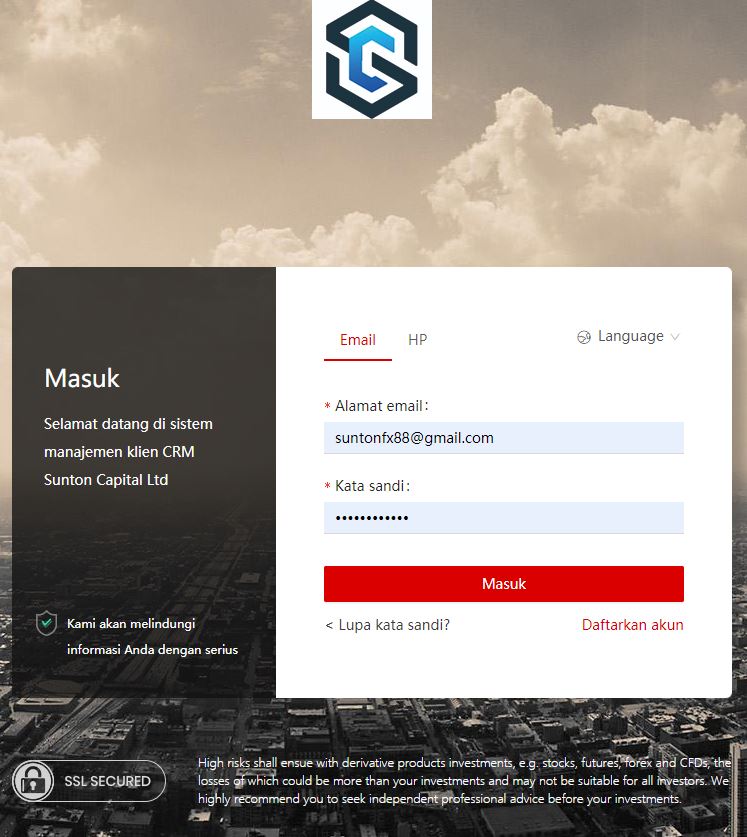 Email
HP
Language
Masuk
Selamat datang di sistem
manajemen klien CRM
Sunton Capital Ltd
* Alamat email:
suntonfx88@gmail.com
* Kata sandi:
••••••••••••
Masuk
< Lupa kata sandi?
Daftarkan akun
Kami akan melindungi
informasi Anda dengan serius
SSL SECURED
High risks shall ensue with derivative products investments, e.g. stocks, futures, forex and CFDs, the
losses of which could be more than your investments and may not be suitable for all investors. We
highly recommend you to seek independent professional advice before your investments.